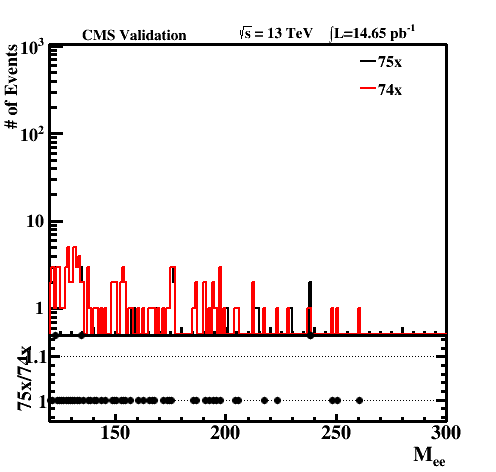 CMS Validation √s = 13 TeV ∫L=14.65 pb⁻¹
75x
74x
# of Events
10³
10²
10
1
75x/74x
1.1
1
150 200 250 300
Mₑₑ